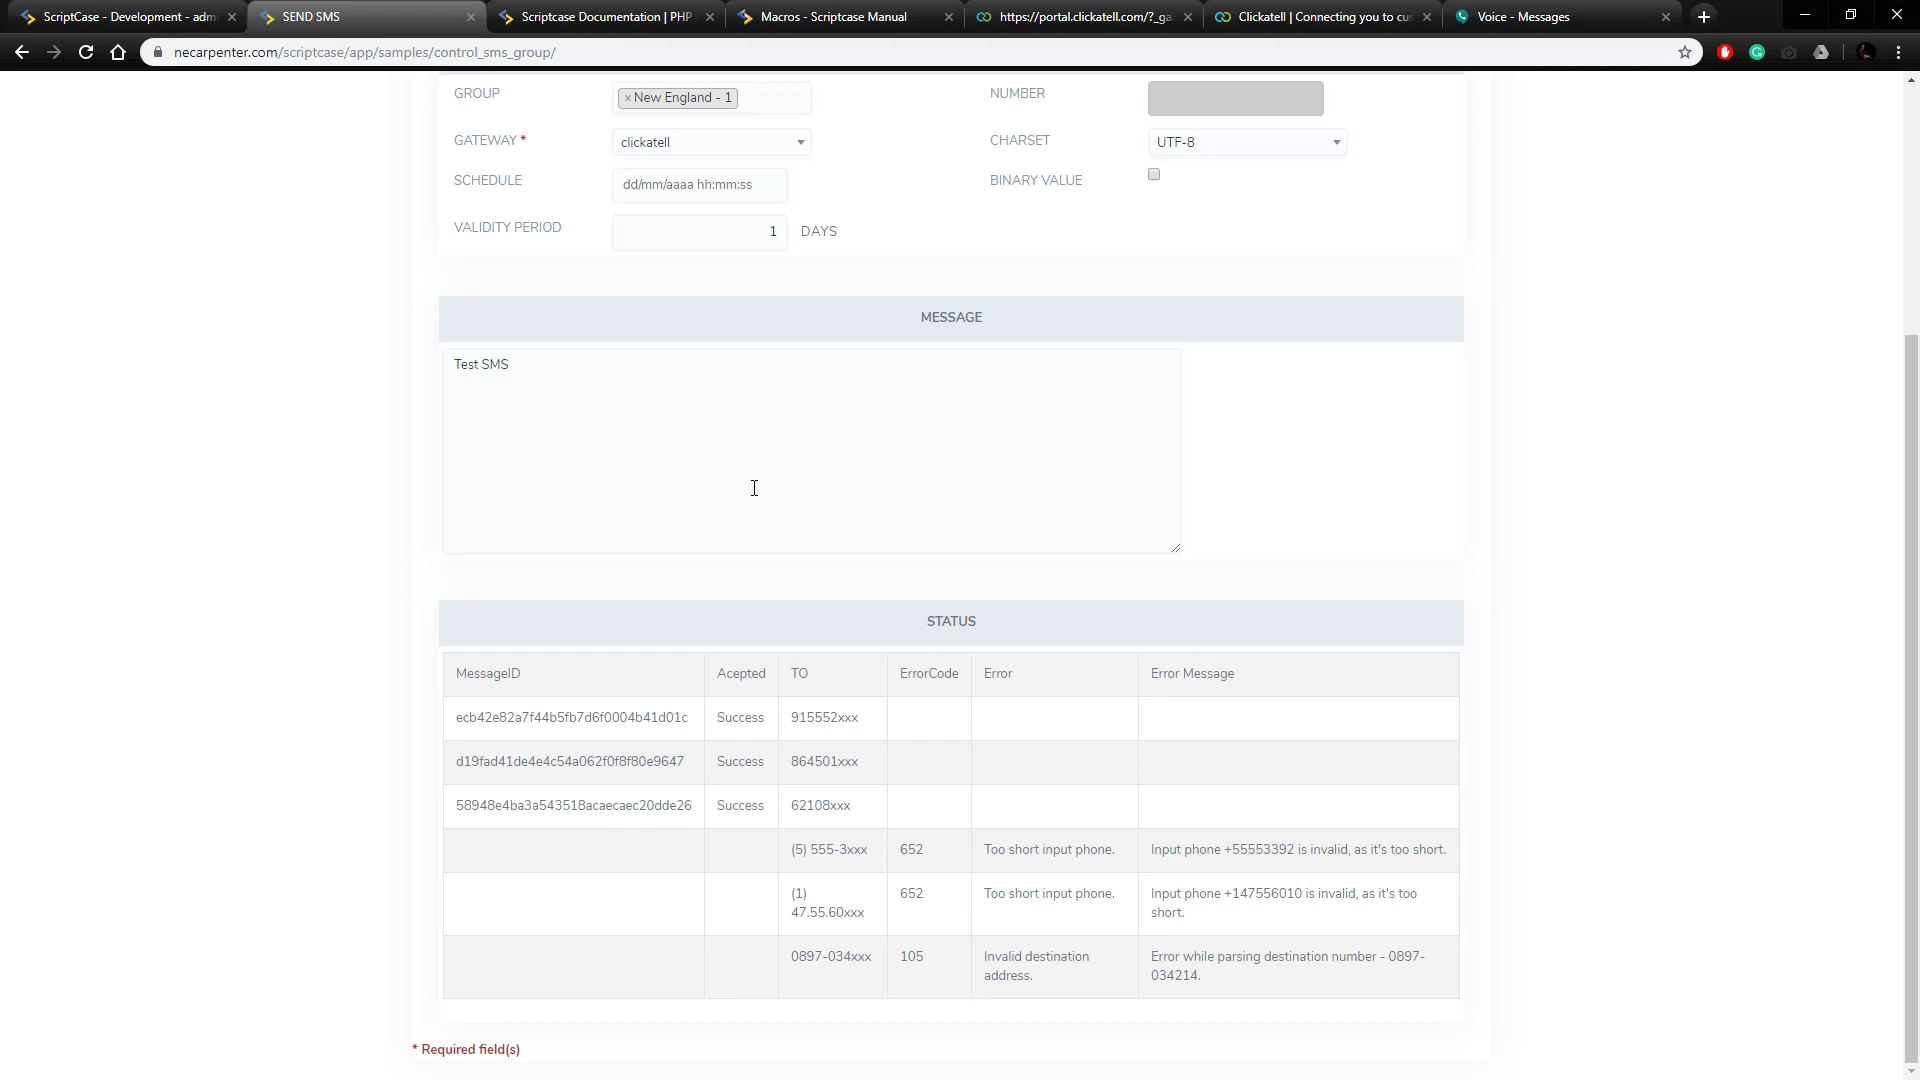 ScriptCase - Development - adm
SEND SMS
Scriptcase Documentation | PHP
Macros - Scriptcase Manual
https://portal.clickatell.com/?_ga
Clickatell | Connecting you to cus
Voice - Messages
necarpenter.com/scriptcase/app/samples/control_sms_group/
GROUP
×New England - 1
NUMBER
GATEWAY *
clickatell
CHARSET
UTF-8
SCHEDULE
dd/mm/aaaa hh:mm:ss
BINARY VALUE
VALIDITY PERIOD
1
DAYS
MESSAGE
Test SMS
STATUS
MessageID Acepted TO ErrorCode Error Error Message
ecb42e82a7f44b5fb7d6f0004b41d01c Success 915552xxx
d19fad41de4e4c54a062f0f8f80e9647 Success 864501xxx
58948e4ba3a543518acaecaec20dde26 Success 62108xxx
(5) 555-3xxx 652 Too short input phone. Input phone +55553392 is invalid, as it's too short.
(1) 652 Too short input phone. Input phone +147556010 is invalid, as it's too
47.55.60xxx short.
0897-034xxx 105 Invalid destination Error while parsing destination number - 0897-
address. 034214.
* Required field(s)